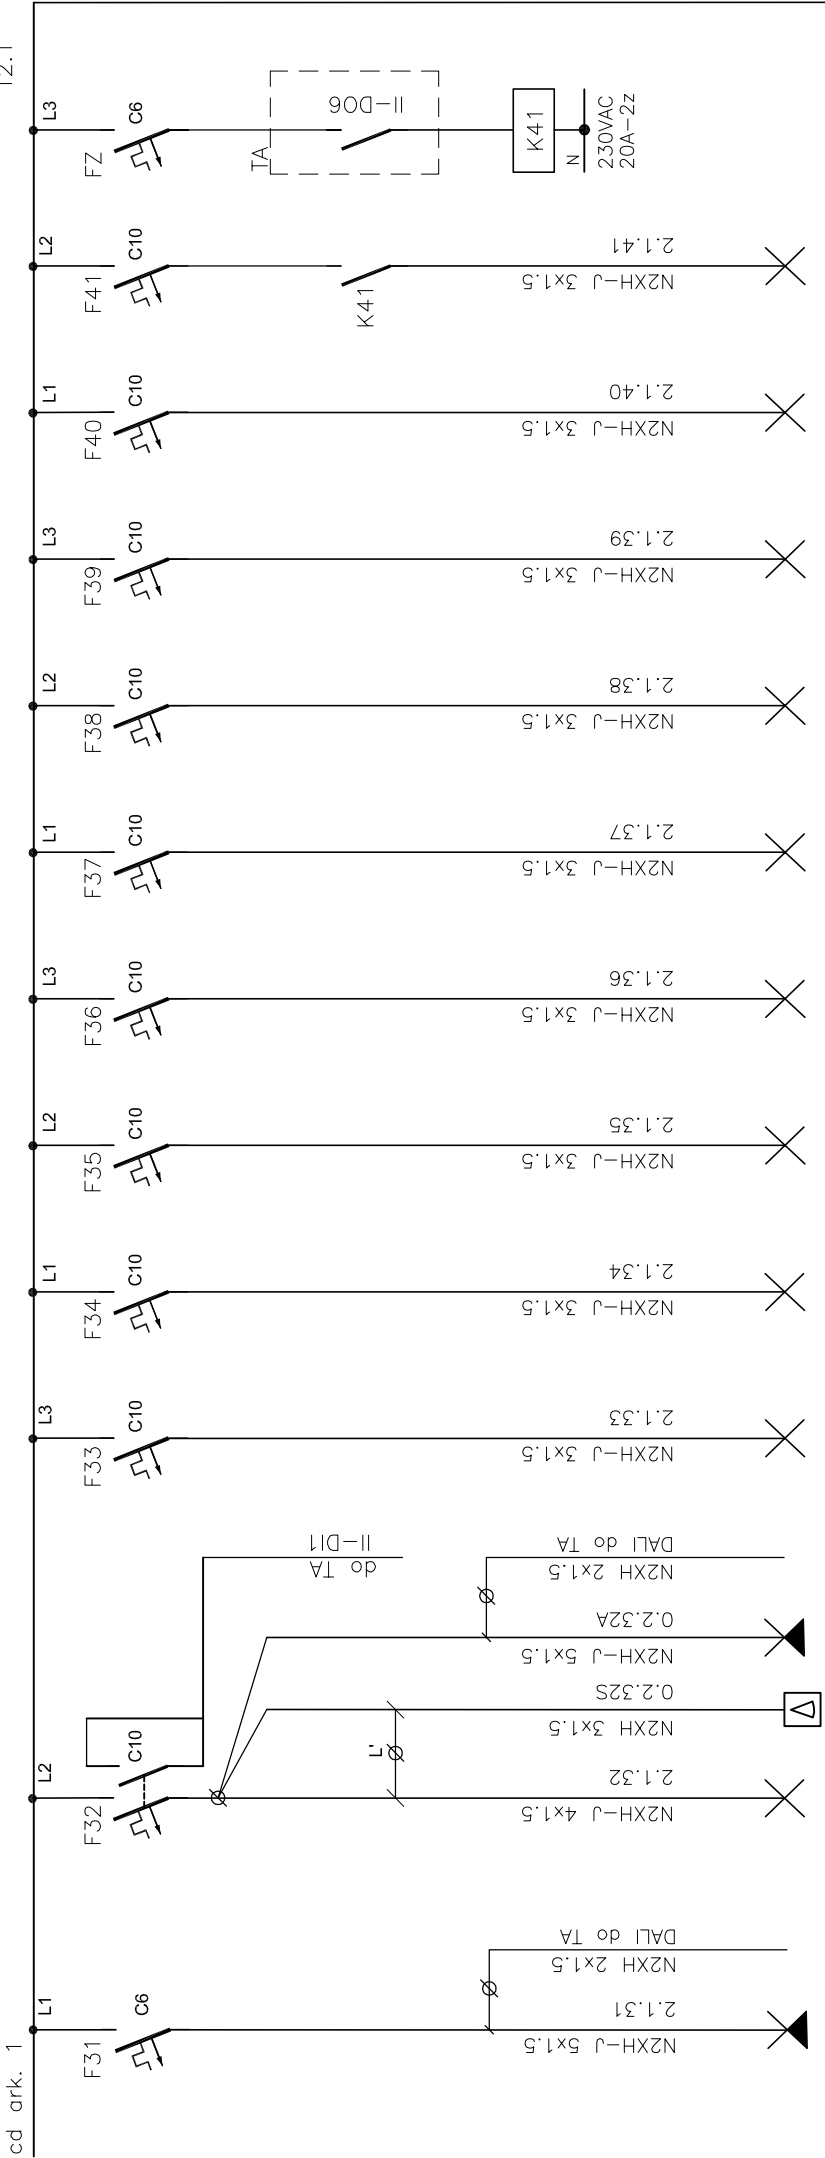 cd ark. 1
L1
F31
C6
N2XH-J 5x1.5
2.1.31
N2XH 2x1.5
DALI do TA
L2
F32
C10
L'
N2XH-J 4x1.5
2.1.32
N2XH 3x1.5
0.2.32S
N2XH-J 5x1.5
0.2.32A
N2XH 2x1.5
DALI do TA
do TA
II-DI1
L3
F33
C10
N2XH-J 3x1.5
2.1.33
L1
F34
C10
N2XH-J 3x1.5
2.1.34
L2
F35
C10
N2XH-J 3x1.5
2.1.35
L3
F36
C10
N2XH-J 3x1.5
2.1.36
L1
F37
C10
N2XH-J 3x1.5
2.1.37
L2
F38
C10
N2XH-J 3x1.5
2.1.38
L3
F39
C10
N2XH-J 3x1.5
2.1.39
L1
F40
C10
N2XH-J 3x1.5
2.1.40
L2
F41
C10
K41
N2XH-J 3x1.5
2.1.41
L3
FZ
C6
TA
II-DO6
K41
N
230VAC
20A-2z